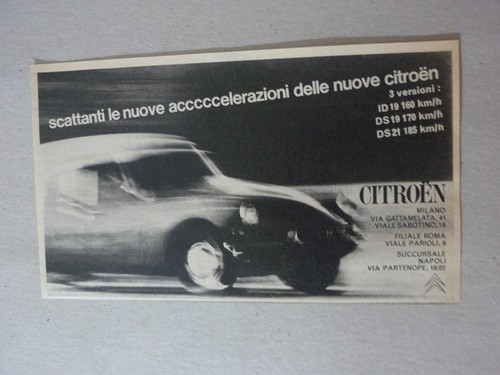 scattanti le nuove acccccelerazioni delle nuove citroën
3 versioni :
ID 19 160 km/h
DS 19 170 km/h
DS 21 185 km/h
CITROËN
MILANO
VIA GATTAMELATA, 41
VIALE SABOTINO, 18
FILIALE ROMA
VIALE PARIOLI, 9
SUCCURSALE
NAPOLI
VIA PARTENOPE, 19/22